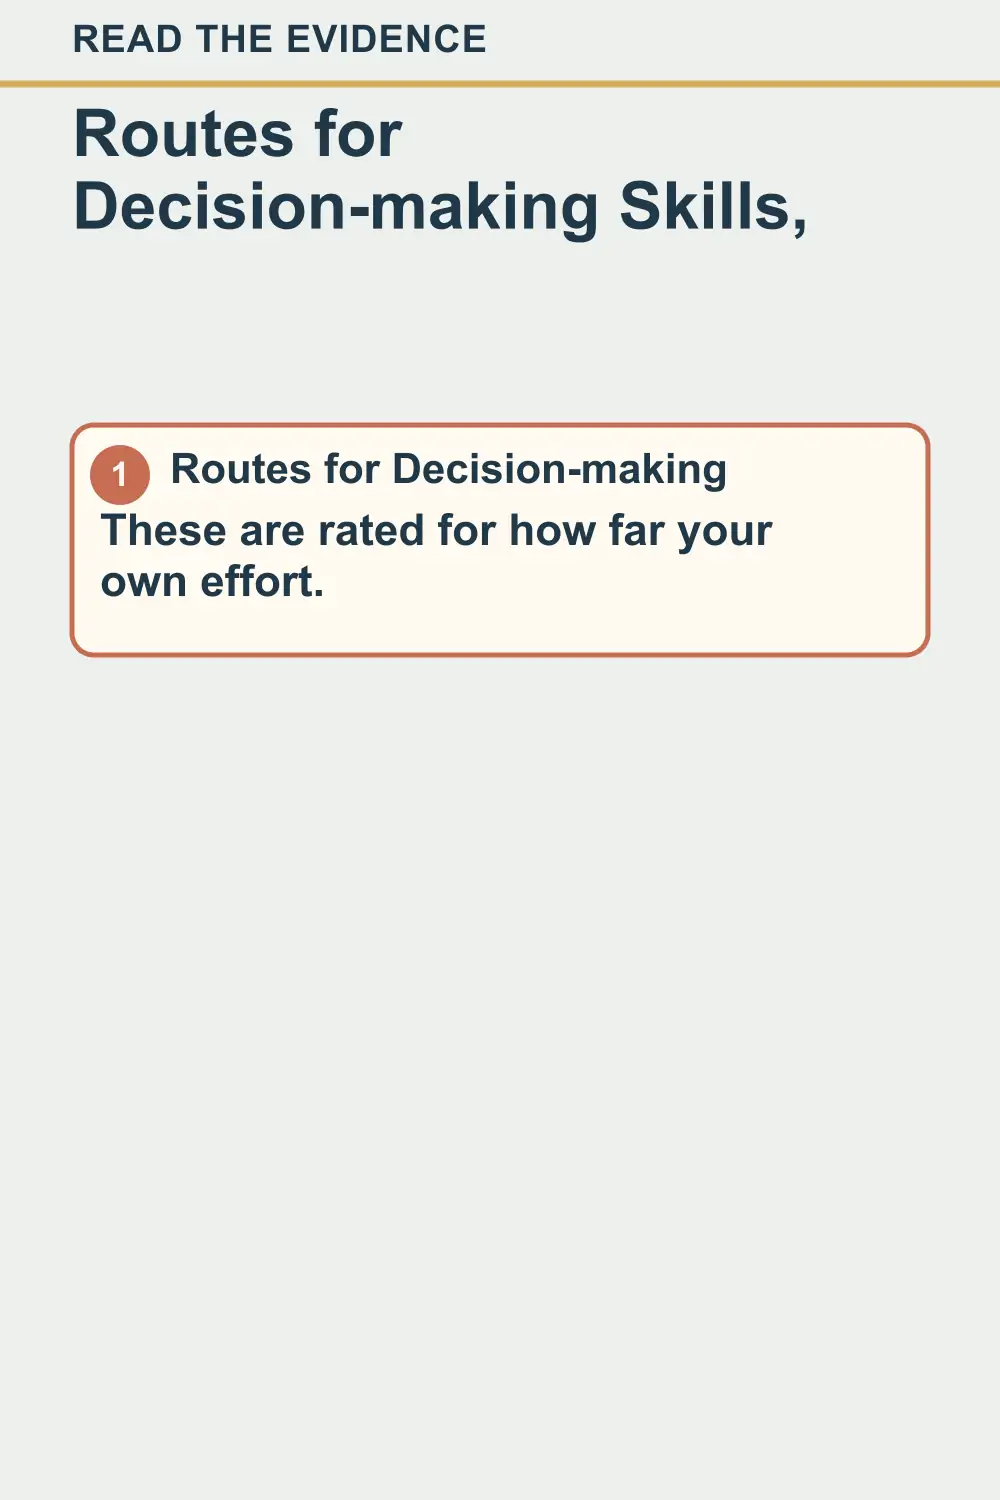 READ THE EVIDENCE
Routes for
Decision-making Skills,
1 Routes for Decision-making
These are rated for how far your
own effort.